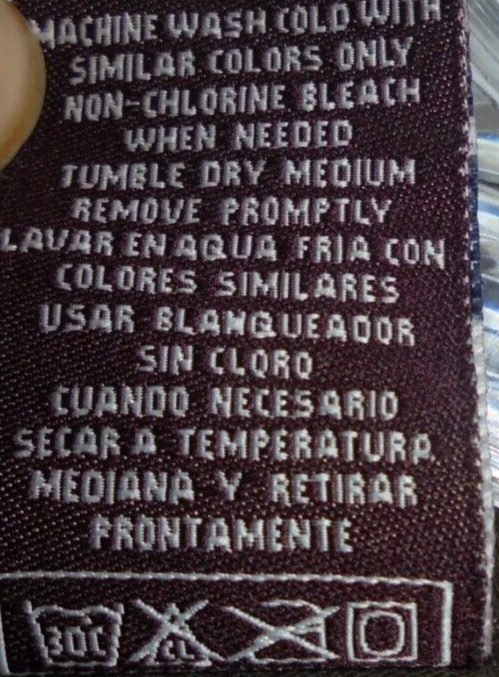 MACHINE WASH COLD WITH
SIMILAR COLORS ONLY
NON-CHLORINE BLEACH
WHEN NEEDED
TUMBLE DRY MEDIUM
REMOVE PROMPTLY
LAVAR EN AQUA FRIA CON
COLORES SIMILARES
USAR BLANQUEADOR
SIN CLORO
CUANDO NECESARIO
SECAR A TEMPERATURA
MEDIANA Y RETIRAR
PRONTAMENTE
30C CL